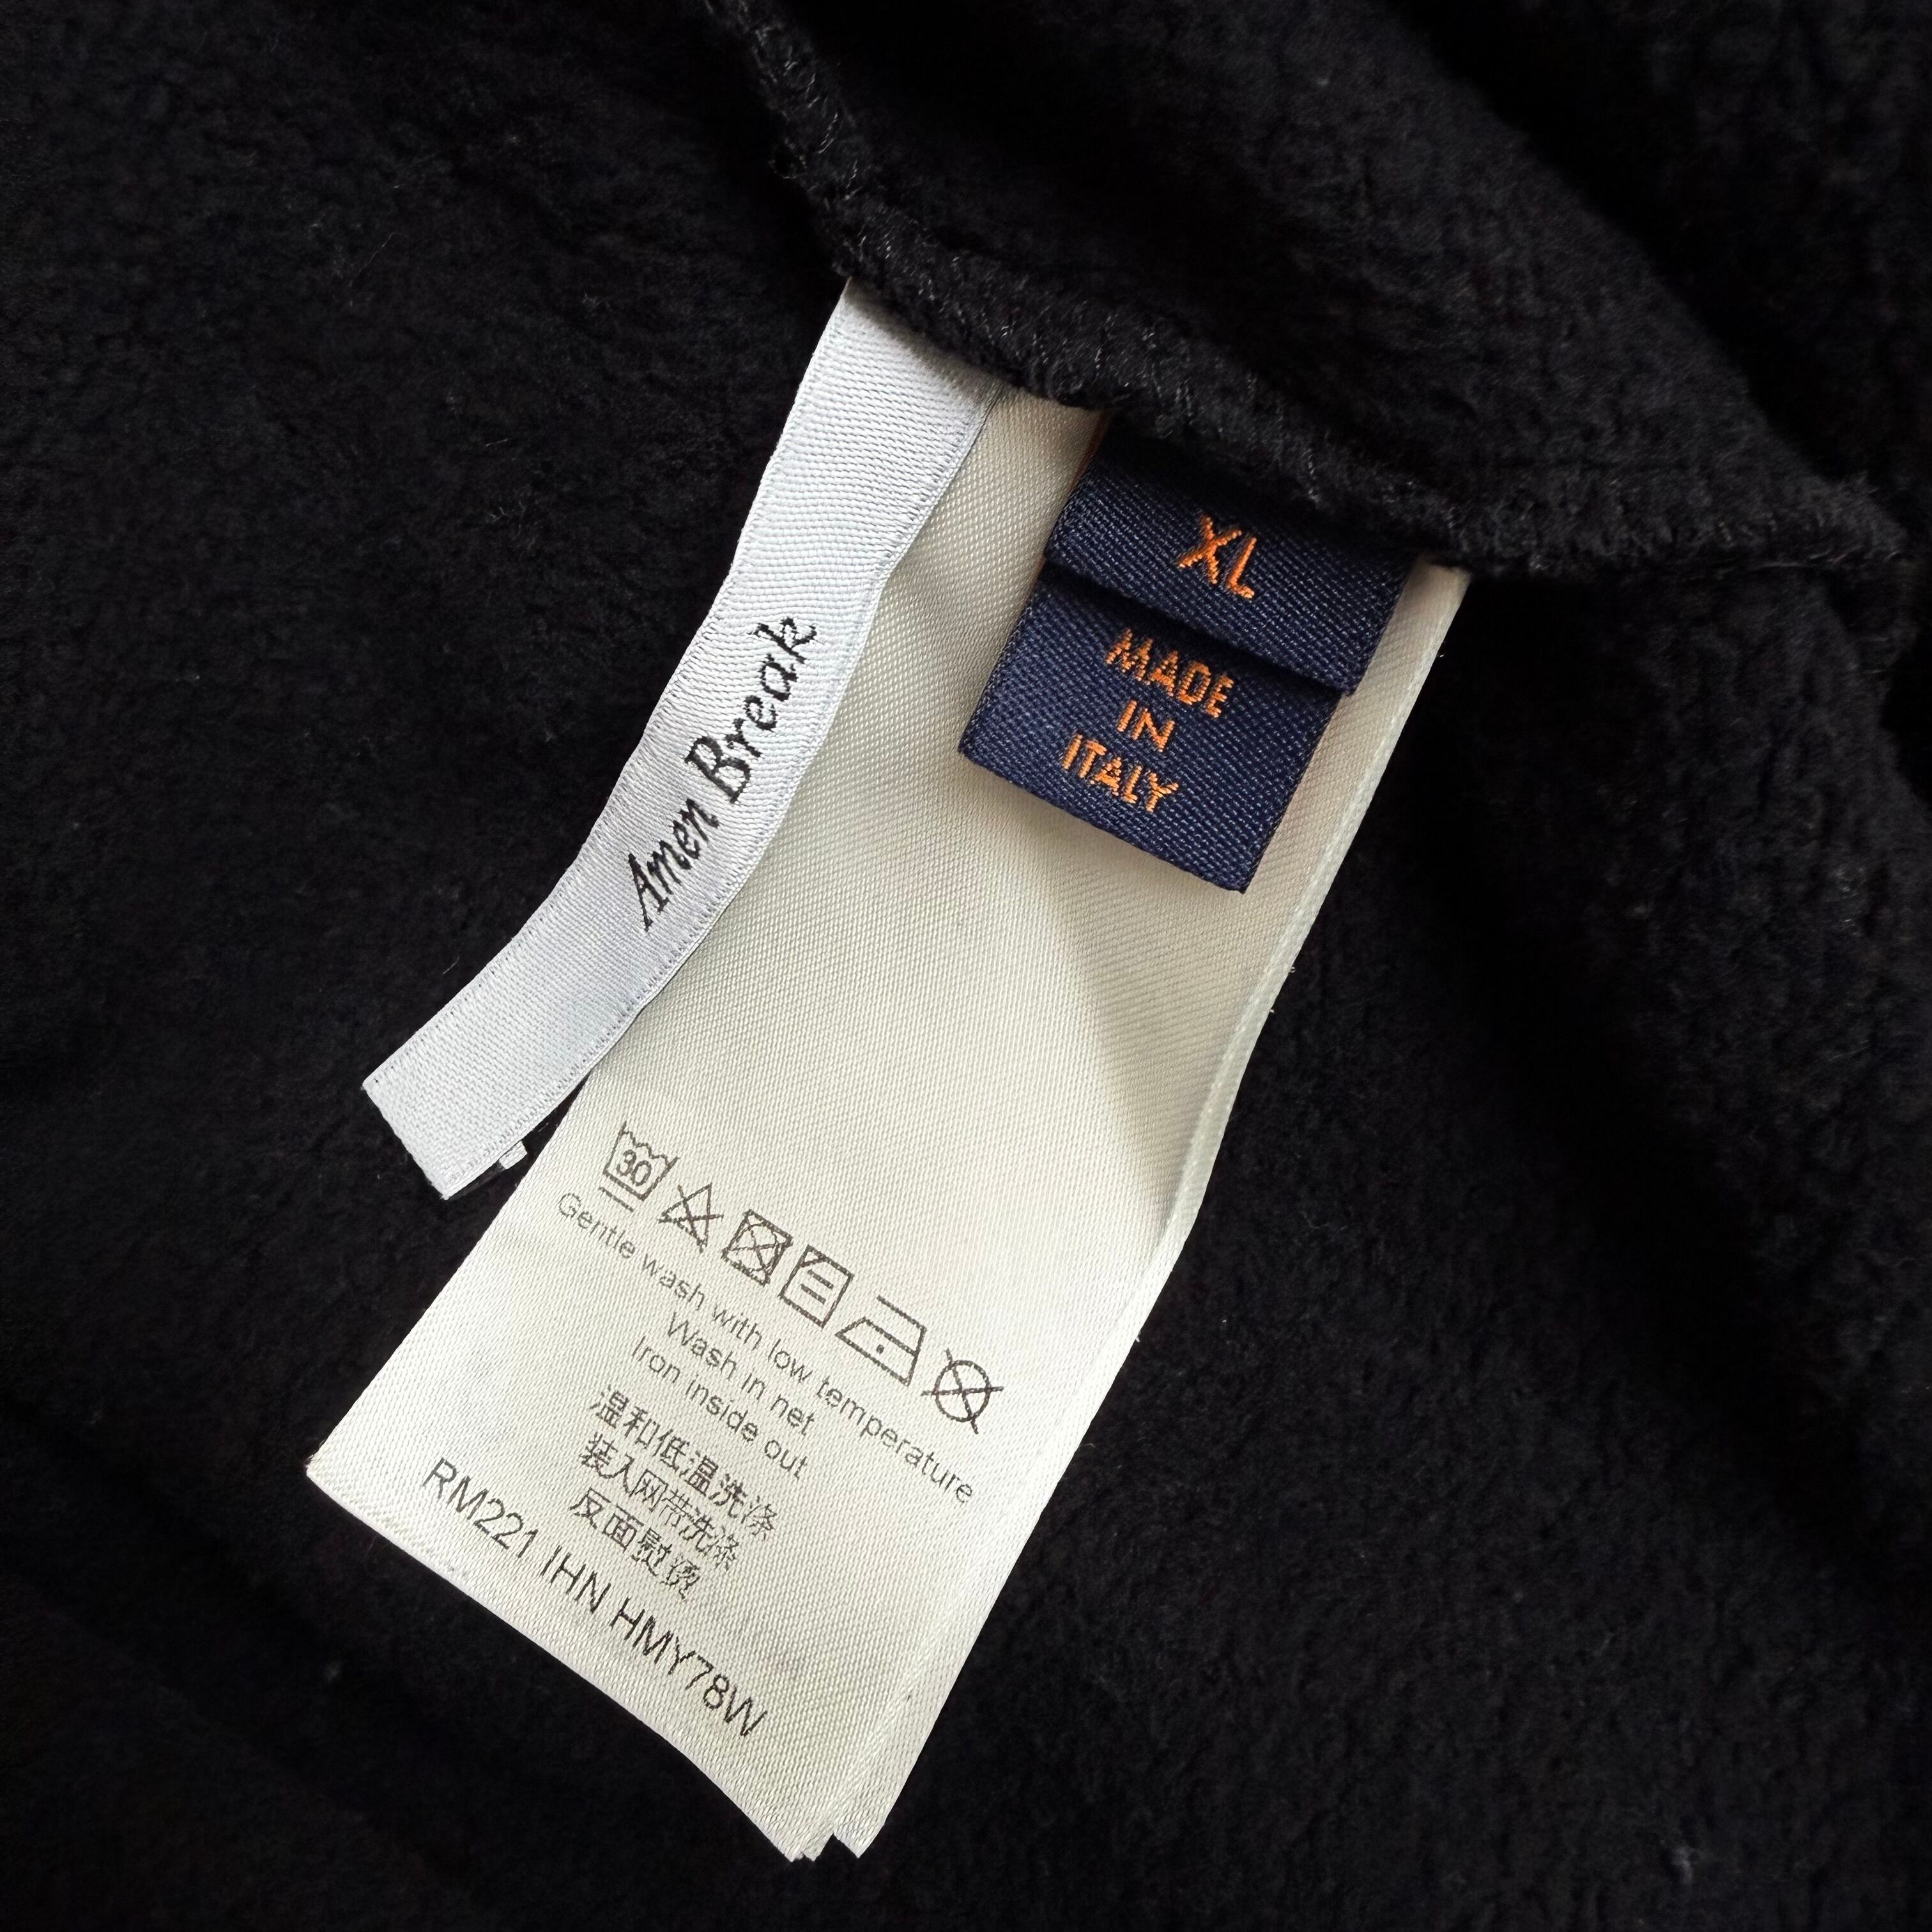 Amen Break
XL
MADE
IN
ITALY
30
Gentle wash with low temperature
Wash in net
Iron inside out
温和低温洗涤
装入网带洗涤
反面熨烫
RM221 IHN HMY78W